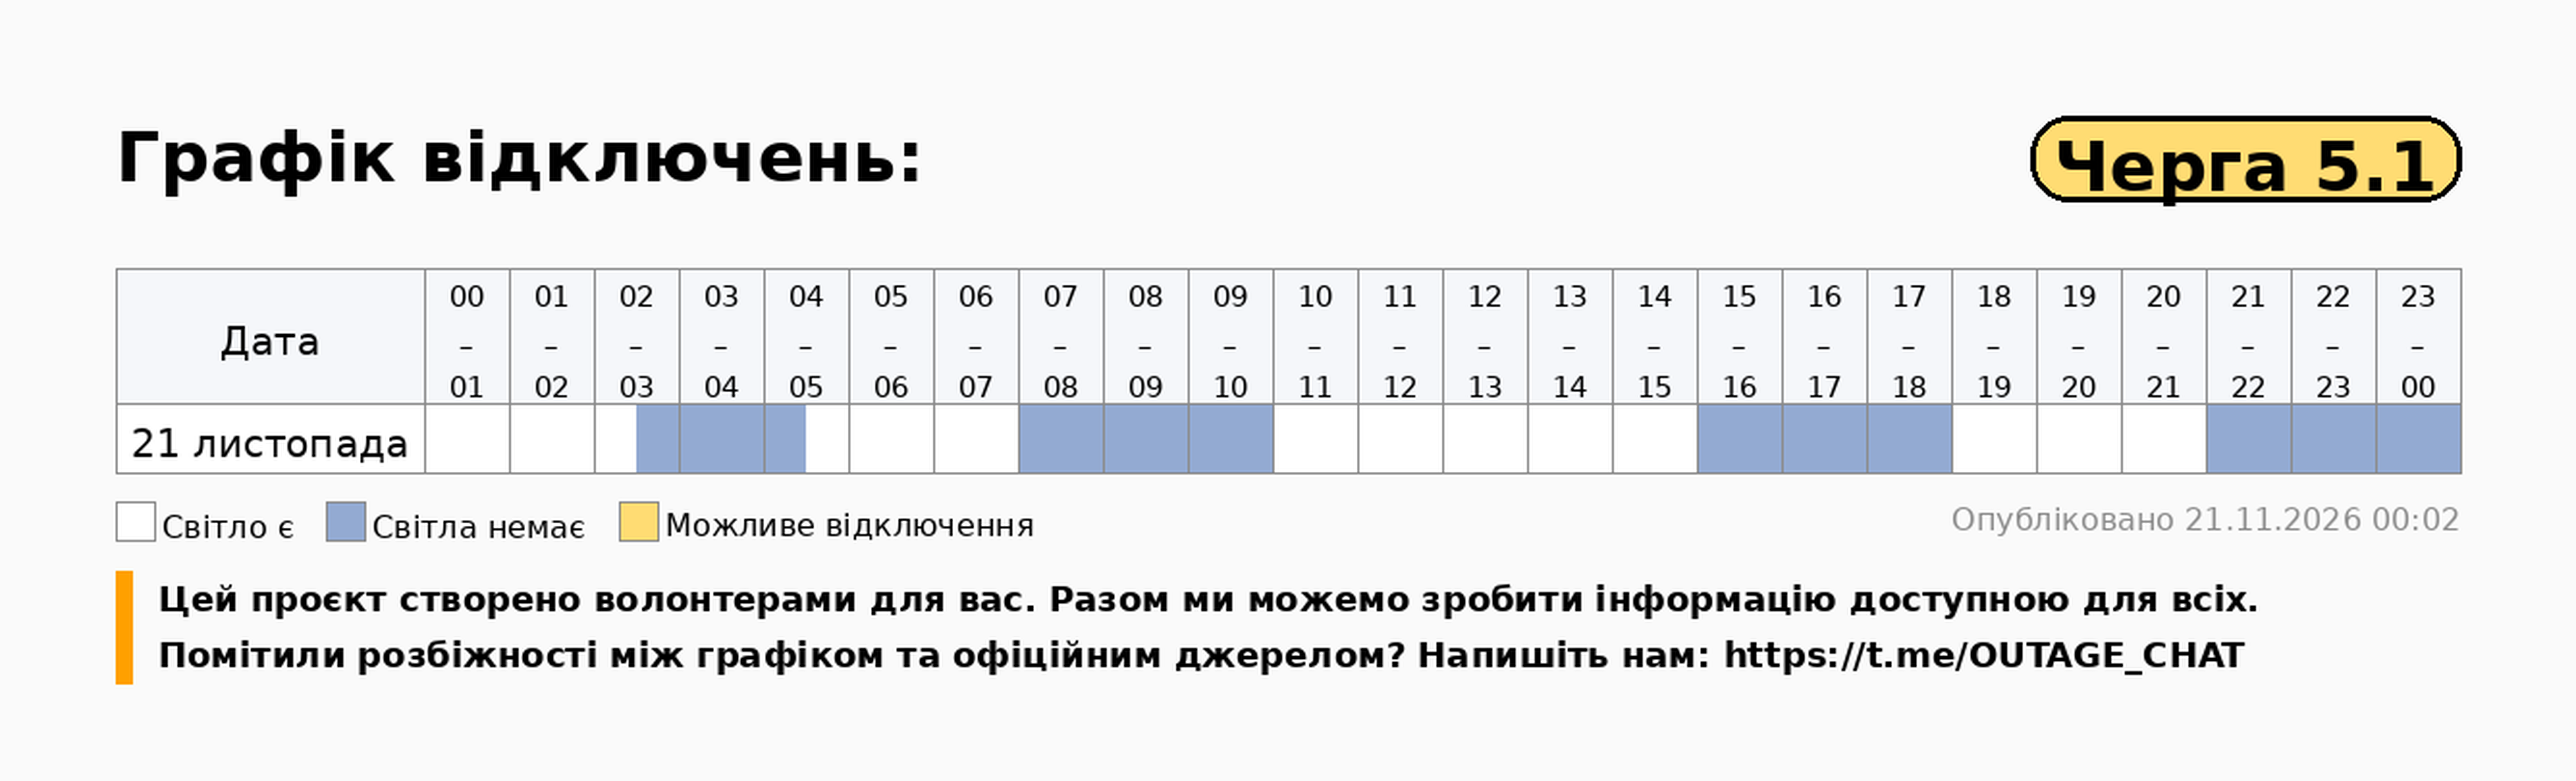 Графік відключень:
Черга 5.1
Дата
00 – 01
01 – 02
02 – 03
03 – 04
04 – 05
05 – 06
06 – 07
07 – 08
08 – 09
09 – 10
10 – 11
11 – 12
12 – 13
13 – 14
14 – 15
15 – 16
16 – 17
17 – 18
18 – 19
19 – 20
20 – 21
21 – 22
22 – 23
23 – 00
21 листопада
Світло є
Світла немає
Можливе відключення
Опубліковано 21.11.2026 00:02
Цей проєкт створено волонтерами для вас. Разом ми можемо зробити інформацію доступною для всіх.
Помітили розбіжності між графіком та офіційним джерелом? Напишіть нам: https://t.me/OUTAGE_CHAT